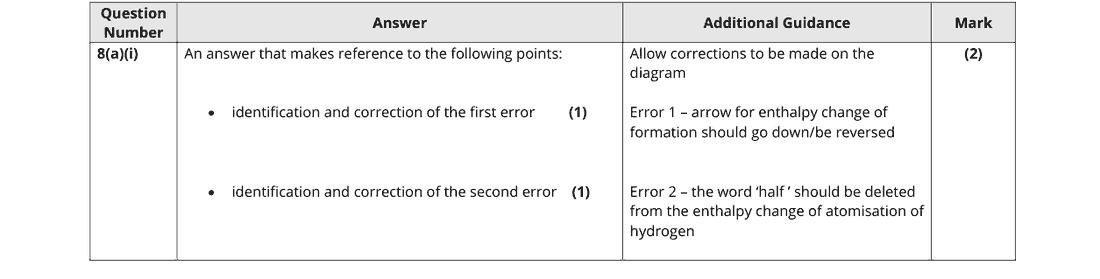 Question Number
Answer
Additional Guidance
Mark
8(a)(i)
An answer that makes reference to the following points:
• identification and correction of the first error (1)
• identification and correction of the second error (1)
Allow corrections to be made on the
diagram
Error 1 – arrow for enthalpy change of
formation should go down/be reversed
Error 2 – the word ‘half ’ should be deleted
from the enthalpy change of atomisation of
hydrogen
(2)